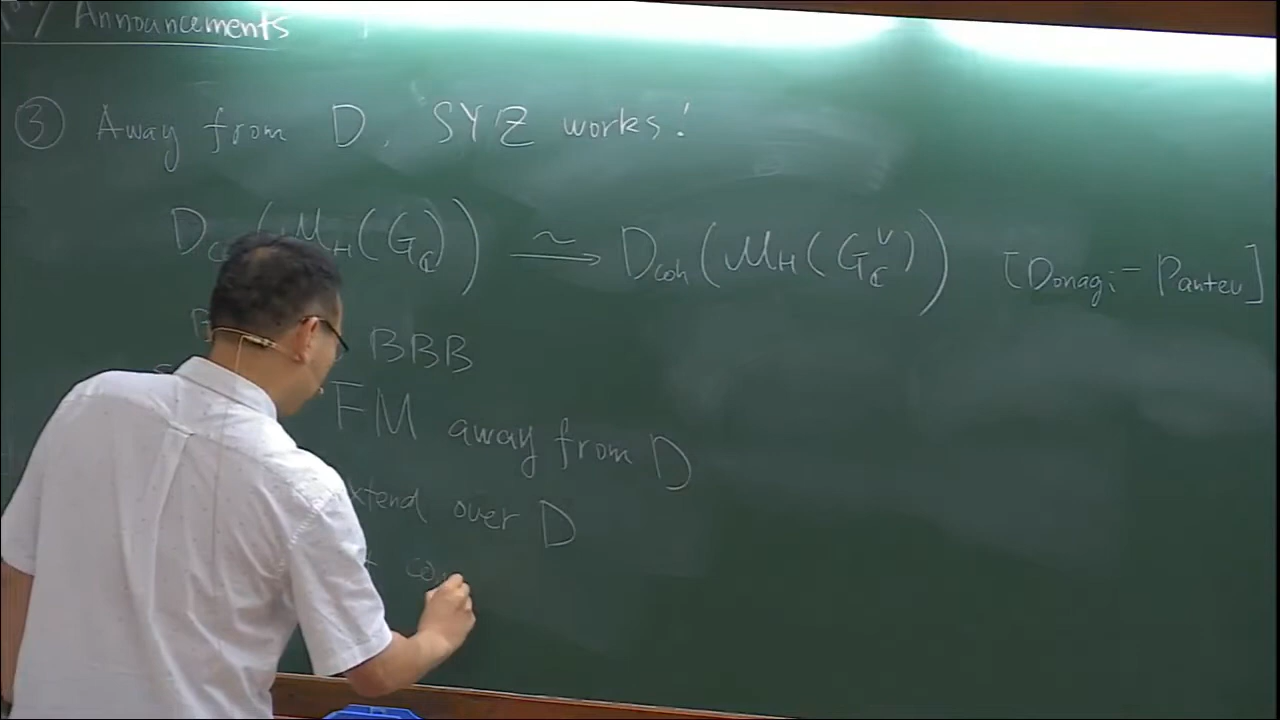 Announcements
③ Away from D, SYZ works!
D (M_H(G_ℂ)) ⥲ D_coh(M_H(G_ℂ^∨)) [Donagi-Pantev]
BBB
FM away from D
extend over D